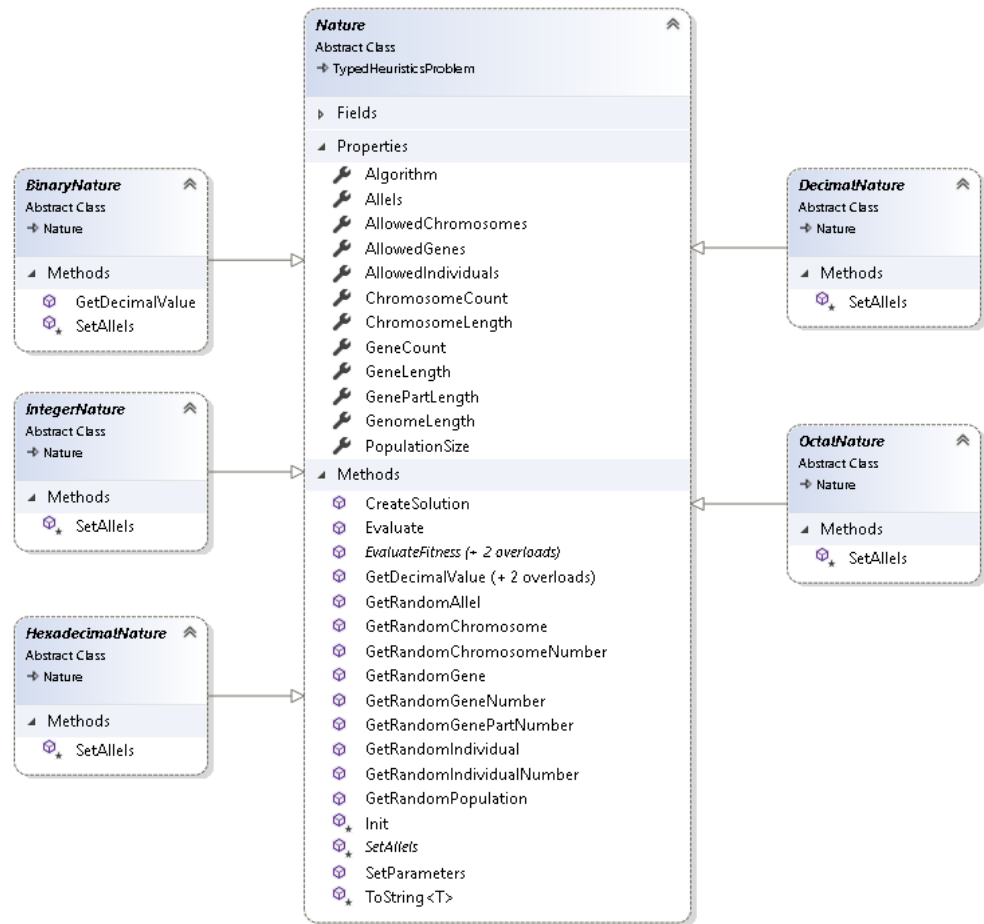 Nature
Abstract Class
TypedHeuristicsProblem
Fields
Properties
Algorithm
Allels
AllowedChromosomes
AllowedGenes
AllowedIndividuals
ChromosomeCount
ChromosomeLength
GeneCount
GeneLength
GenePartLength
GenomeLength
PopulationSize
Methods
CreateSolution
Evaluate
EvaluateFitness (+ 2 overloads)
GetDecimalValue (+ 2 overloads)
GetRandomAllel
GetRandomChromosome
GetRandomChromosomeNumber
GetRandomGene
GetRandomGeneNumber
GetRandomGenePartNumber
GetRandomIndividual
GetRandomIndividualNumber
GetRandomPopulation
Init
SetAllels
SetParameters
ToString<T>
BinaryNature
Abstract Class
Nature
Methods
GetDecimalValue
SetAllels
IntegerNature
Abstract Class
Nature
Methods
SetAllels
HexadecimalNature
Abstract Class
Nature
Methods
SetAllels
DecimalNature
Abstract Class
Nature
Methods
SetAllels
OctalNature
Abstract Class
Nature
Methods
SetAllels